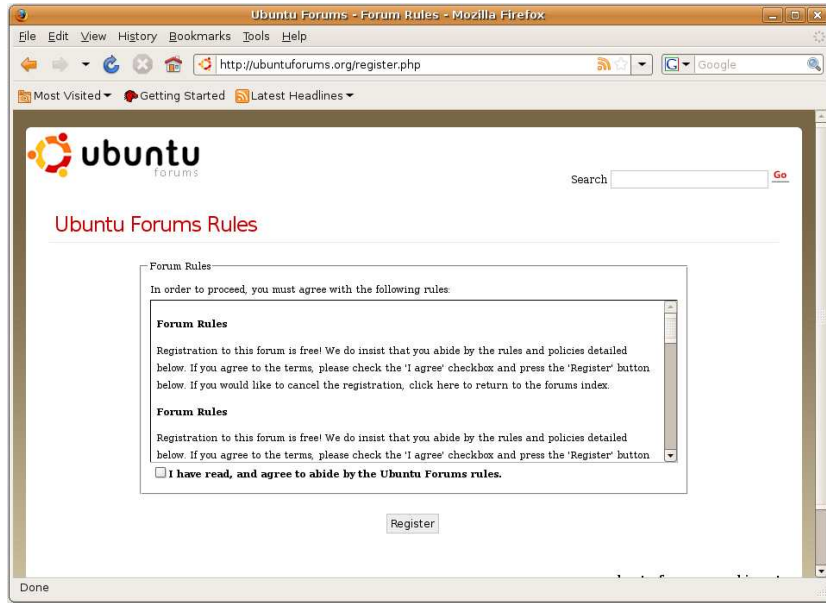 Ubuntu Forums - Forum Rules - Mozilla Firefox
File Edit View History Bookmarks Tools Help
http://ubuntuforums.org/register.php
G Google
Most Visited Getting Started Latest Headlines
ubuntu
forums
Search Go
Ubuntu Forums Rules
Forum Rules
In order to proceed, you must agree with the following rules:
Forum Rules
Registration to this forum is free! We do insist that you abide by the rules and policies detailed
below. If you agree to the terms, please check the 'I agree' checkbox and press the 'Register' button
below. If you would like to cancel the registration, click here to return to the forums index.
Forum Rules
Registration to this forum is free! We do insist that you abide by the rules and policies detailed
below. If you agree to the terms, please check the 'I agree' checkbox and press the 'Register' button
I have read, and agree to abide by the Ubuntu Forums rules.
Register
Done